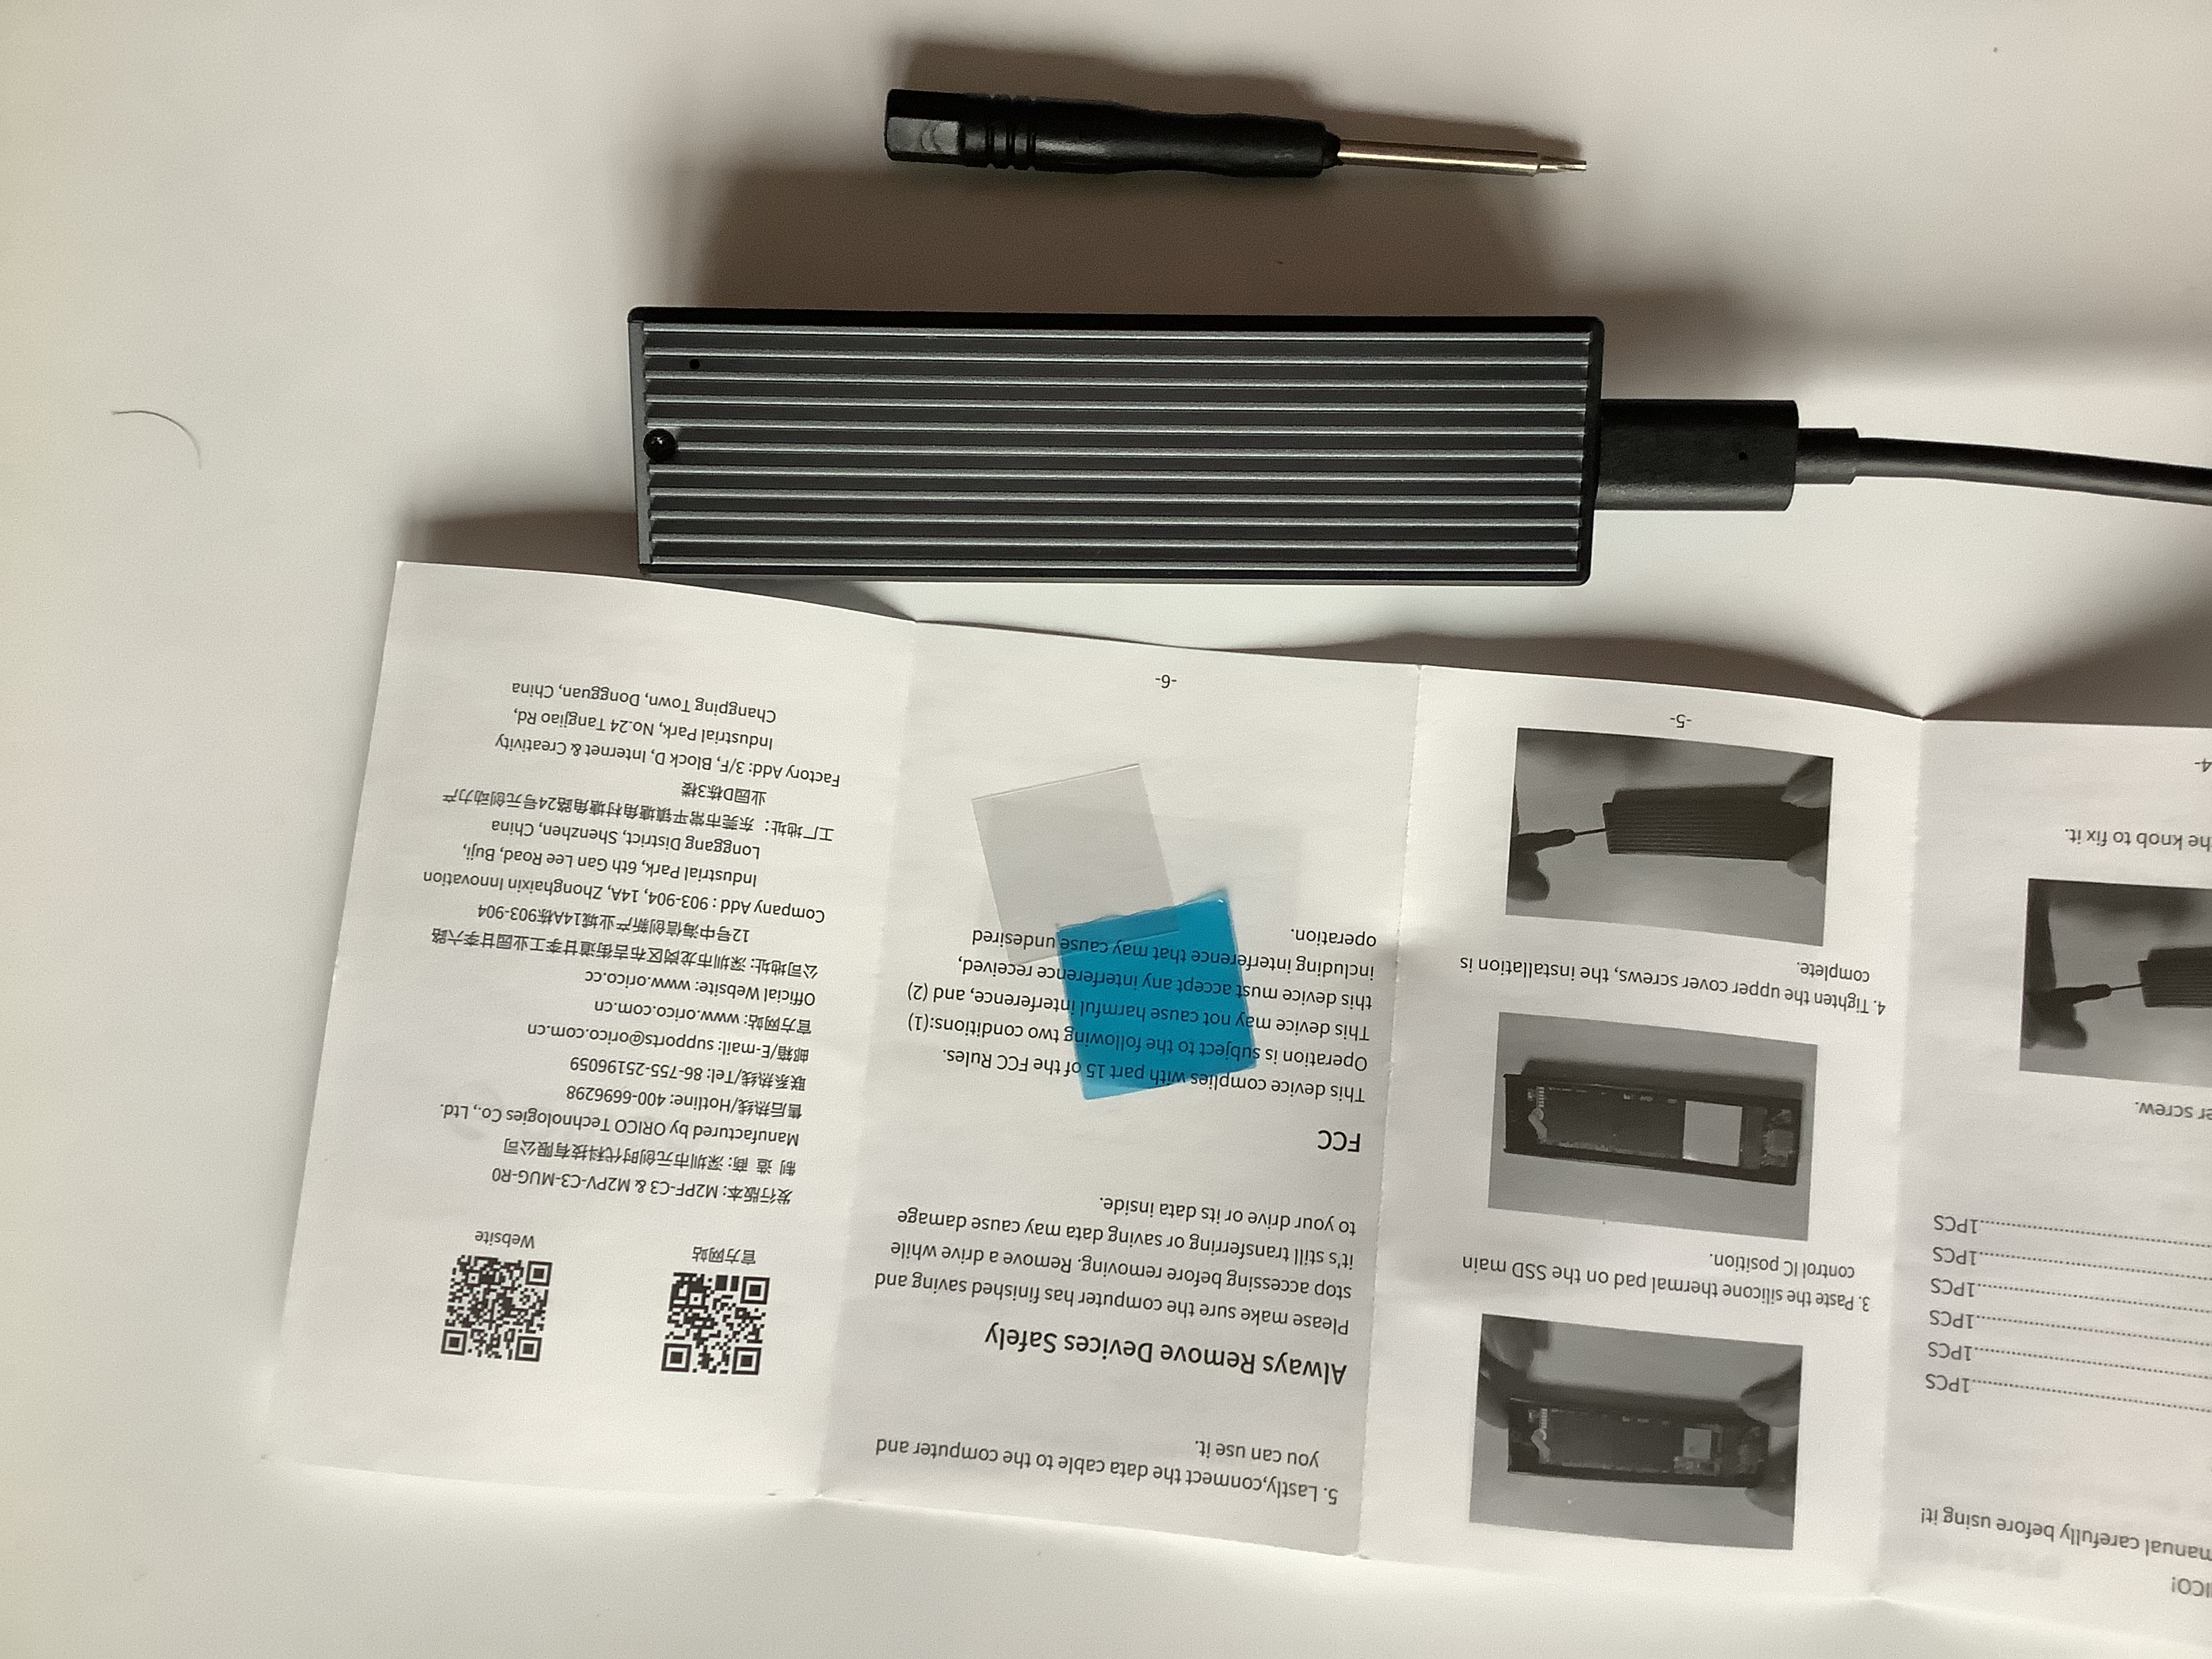 ICO!
manual carefully before using it!
1PCS
1PCS
1PCS
1PCS
1PCS
1PCS
screw.
the knob to fix it.
4-
3. Paste the silicone thermal pad on the SSD main
control IC position.
4. Tighten the upper cover screws, the installation is
complete.
-5-
5. Lastly,conmect the data cable to the computer and
you can use it.
Always Remove Devices Safely
Please make sure the computer has finished saving and
stop accessing before removing. Remove a drive while
it's still transferring or saving data may cause damage
to your drive or its data inside.
FCC
This device complies with part 15 of the FCC Rules.
Operation is subject to the following two conditions:(1)
This device may not cause harmful interference, and (2)
this device must accept any interference received,
including interference that may cause undesired
operation.
-6-
官方网站
Website
发行版本: M2PF-C3 & M2PV-C3-MUG-R0
制 造 商: 深圳市元创时代科技有限公司
Manufactured by ORICO Technologies Co., Ltd.
售后热线/Hotline: 400-6696298
联系热线/Tel: 86-755-25196059
邮箱/E-mail: supports@orico.com.cn
官方网站: www.orico.com.cn
Official Website: www.orico.cc
公司地址: 深圳市龙岗区布吉街道甘李工业园甘李六路
12号中海信创新产业城14A栋903-904
Company Add : 903-904, 14A, Zhonghaixin Innovation
Industrial Park, 6th Gan Lee Road, Buji,
Longgang District, Shenzhen, China
工厂地址: 东莞市常平镇塘角村塘角路24号元创动力产
业园D栋3楼
Factory Add: 3/F, Block D, Internet & Creativity
Industrial Park, No.24 Tangjiao Rd,
Changping Town, Dongguan, China